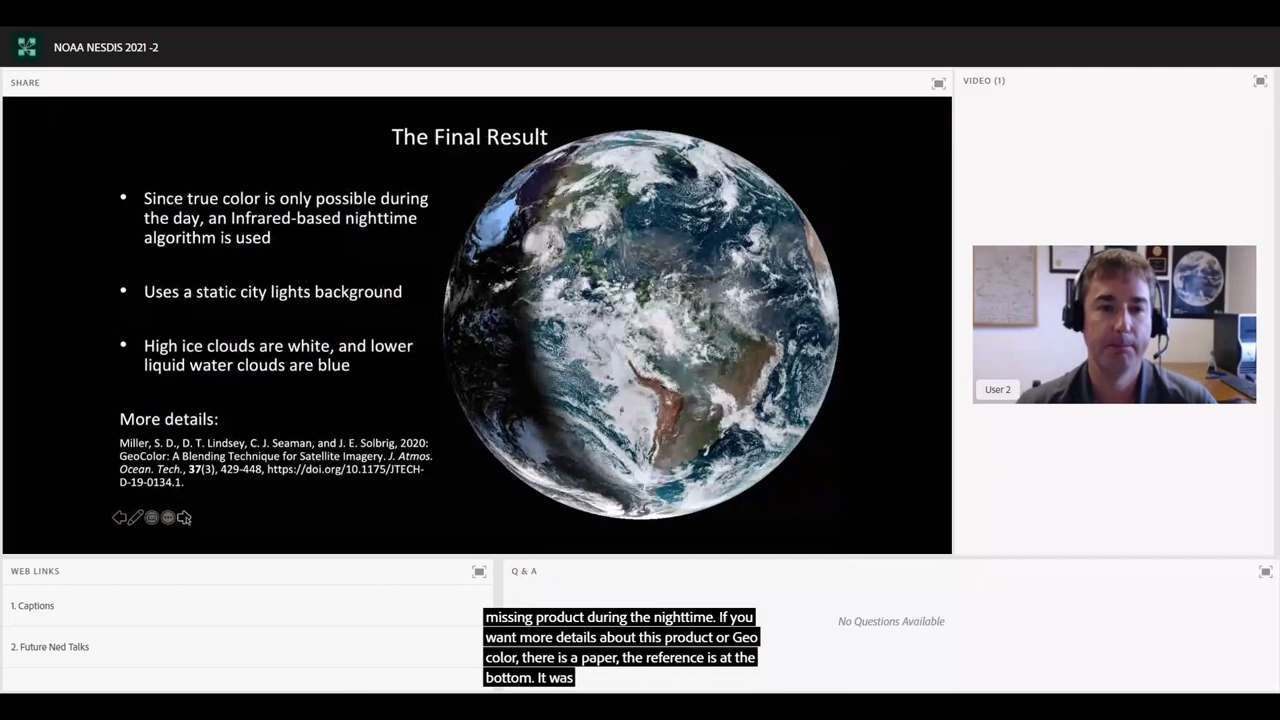 NOAA NESDIS 2021 -2
SHARE
VIDEO (1)
The Final Result
• Since true color is only possible during
the day, an Infrared-based nighttime
algorithm is used
• Uses a static city lights background
• High ice clouds are white, and lower
liquid water clouds are blue
More details:
Miller, S. D., D. T. Lindsey, C. J. Seaman, and J. E. Solbrig, 2020:
GeoColor: A Blending Technique for Satellite Imagery. J. Atmos.
Ocean. Tech., 37(3), 429-448, https://doi.org/10.1175/JTECH-
D-19-0134.1.
User 2
WEB LINKS
1. Captions
2. Future Ned Talks
Q & A
No Questions Available
missing product during the nighttime. If you
want more details about this product or Geo
color, there is a paper, the reference is at the
bottom. It was